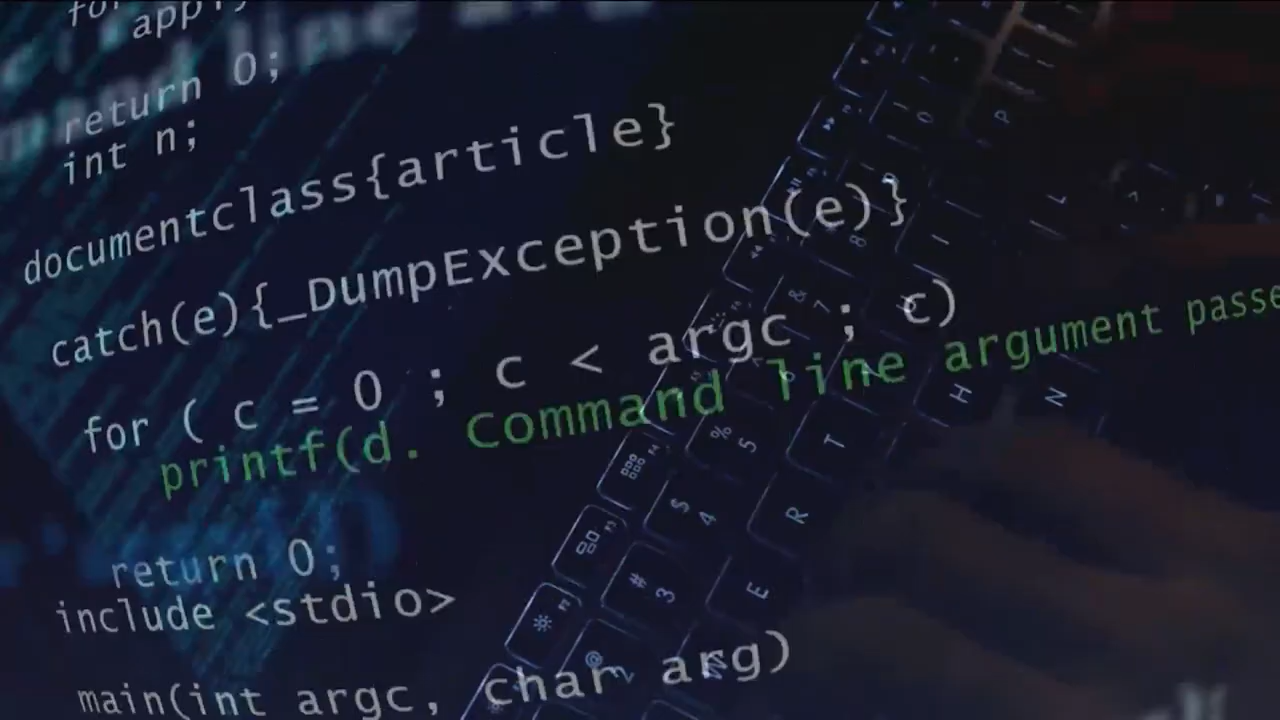 return 0;
int n;
documentclass{article}
catch(e){_DumpException(e)}
for ( c = 0 ; c < argc ; c)
printf(d. Command line argument passe
return 0;
include <stdio>
main(int argc, char arg)